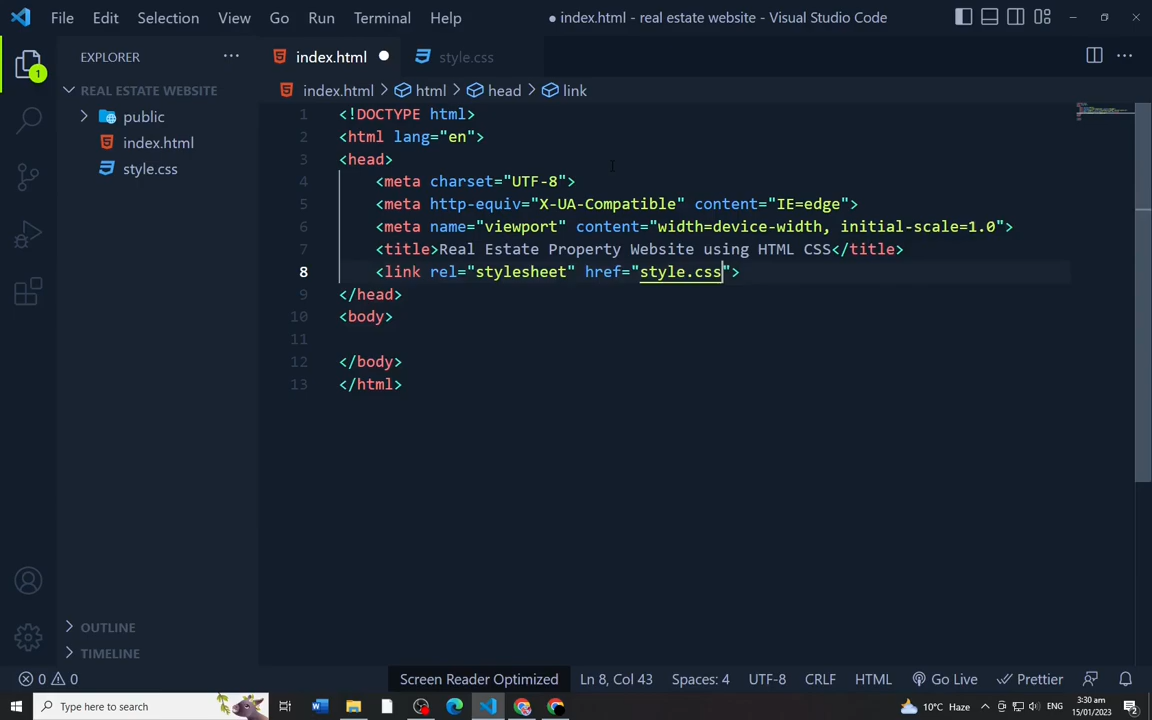 File Edit Selection View Go Run Terminal Help
● index.html - real estate website - Visual Studio Code
1
EXPLORER
index.html
style.css
REAL ESTATE WEBSITE
public
index.html
style.css
index.html > html > head > link
1 <!DOCTYPE html>
2 <html lang="en">
3 <head>
4 <meta charset="UTF-8">
5 <meta http-equiv="X-UA-Compatible" content="IE=edge">
6 <meta name="viewport" content="width=device-width, initial-scale=1.0">
7 <title>Real Estate Property Website using HTML CSS</title>
8 <link rel="stylesheet" href="style.css">
9 </head>
10 <body>
11
12 </body>
13 </html>
OUTLINE
TIMELINE
0 0 Screen Reader Optimized Ln 8, Col 43 Spaces: 4 UTF-8 CRLF HTML Go Live Prettier
Type here to search
10°C Haze
ENG
3:30 am
15/01/2023
2